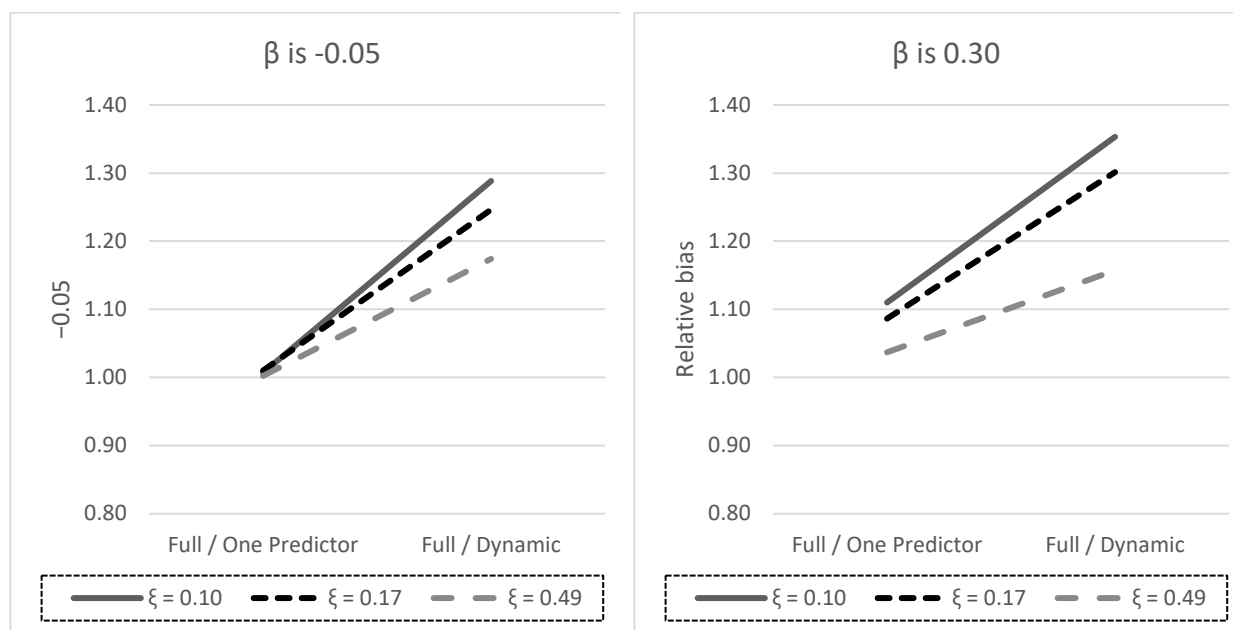 β is -0.05
1.40
1.30
1.20
1.10
1.00
0.90
0.80
−0.05
Full / One Predictor Full / Dynamic
ξ = 0.10 ξ = 0.17 ξ = 0.49
β is 0.30
1.40
1.30
1.20
1.10
1.00
0.90
0.80
Relative bias
Full / One Predictor Full / Dynamic
ξ = 0.10 ξ = 0.17 ξ = 0.49